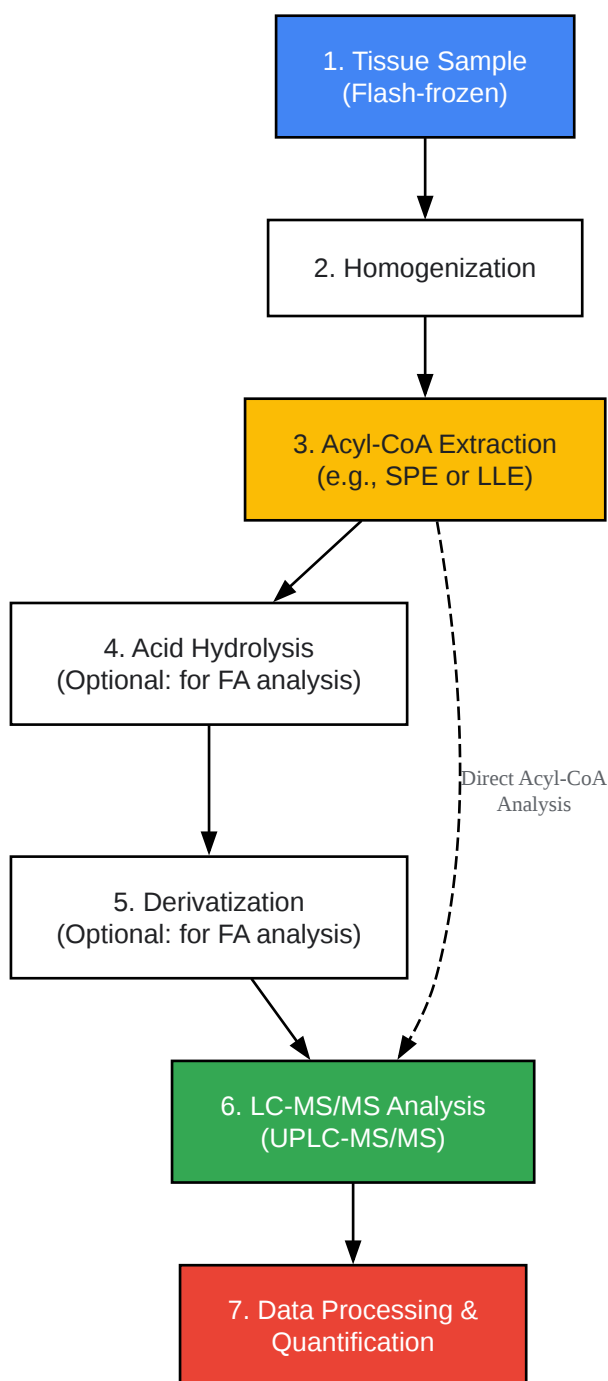 1. Tissue Sample
(Flash-frozen)
2. Homogenization
3. Acyl-CoA Extraction
(e.g., SPE or LLE)
4. Acid Hydrolysis
(Optional: for FA analysis)
Direct Acyl-CoA
Analysis
5. Derivatization
(Optional: for FA analysis)
6. LC-MS/MS Analysis
(UPLC-MS/MS)
7. Data Processing &
Quantification